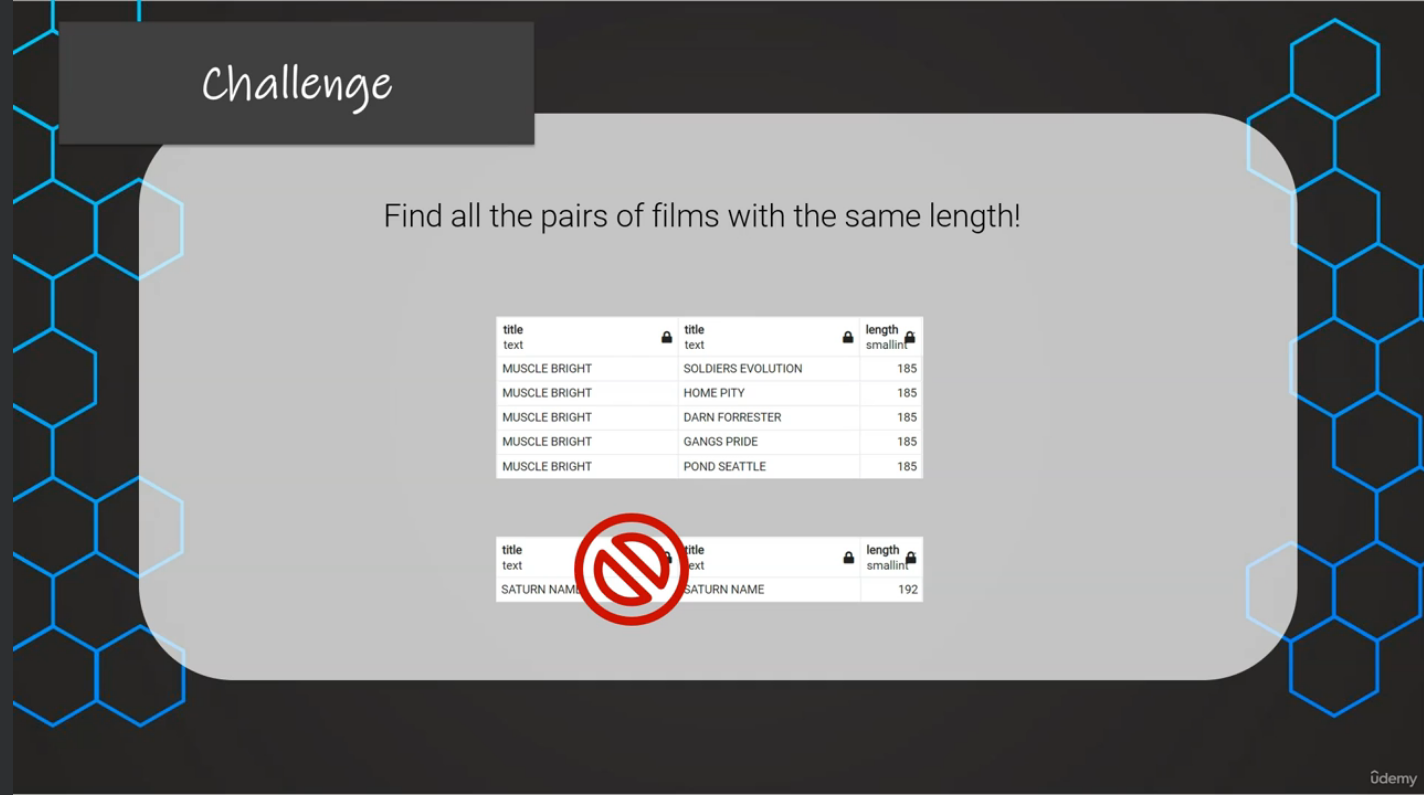 Challenge
Find all the pairs of films with the same length!
title title length
text text smallint
MUSCLE BRIGHT SOLDIERS EVOLUTION 185
MUSCLE BRIGHT HOME PITY 185
MUSCLE BRIGHT DARN FORRESTER 185
MUSCLE BRIGHT GANGS PRIDE 185
MUSCLE BRIGHT POND SEATTLE 185
title title length
text text smallint
SATURN NAME SATURN NAME 192
ûdemy